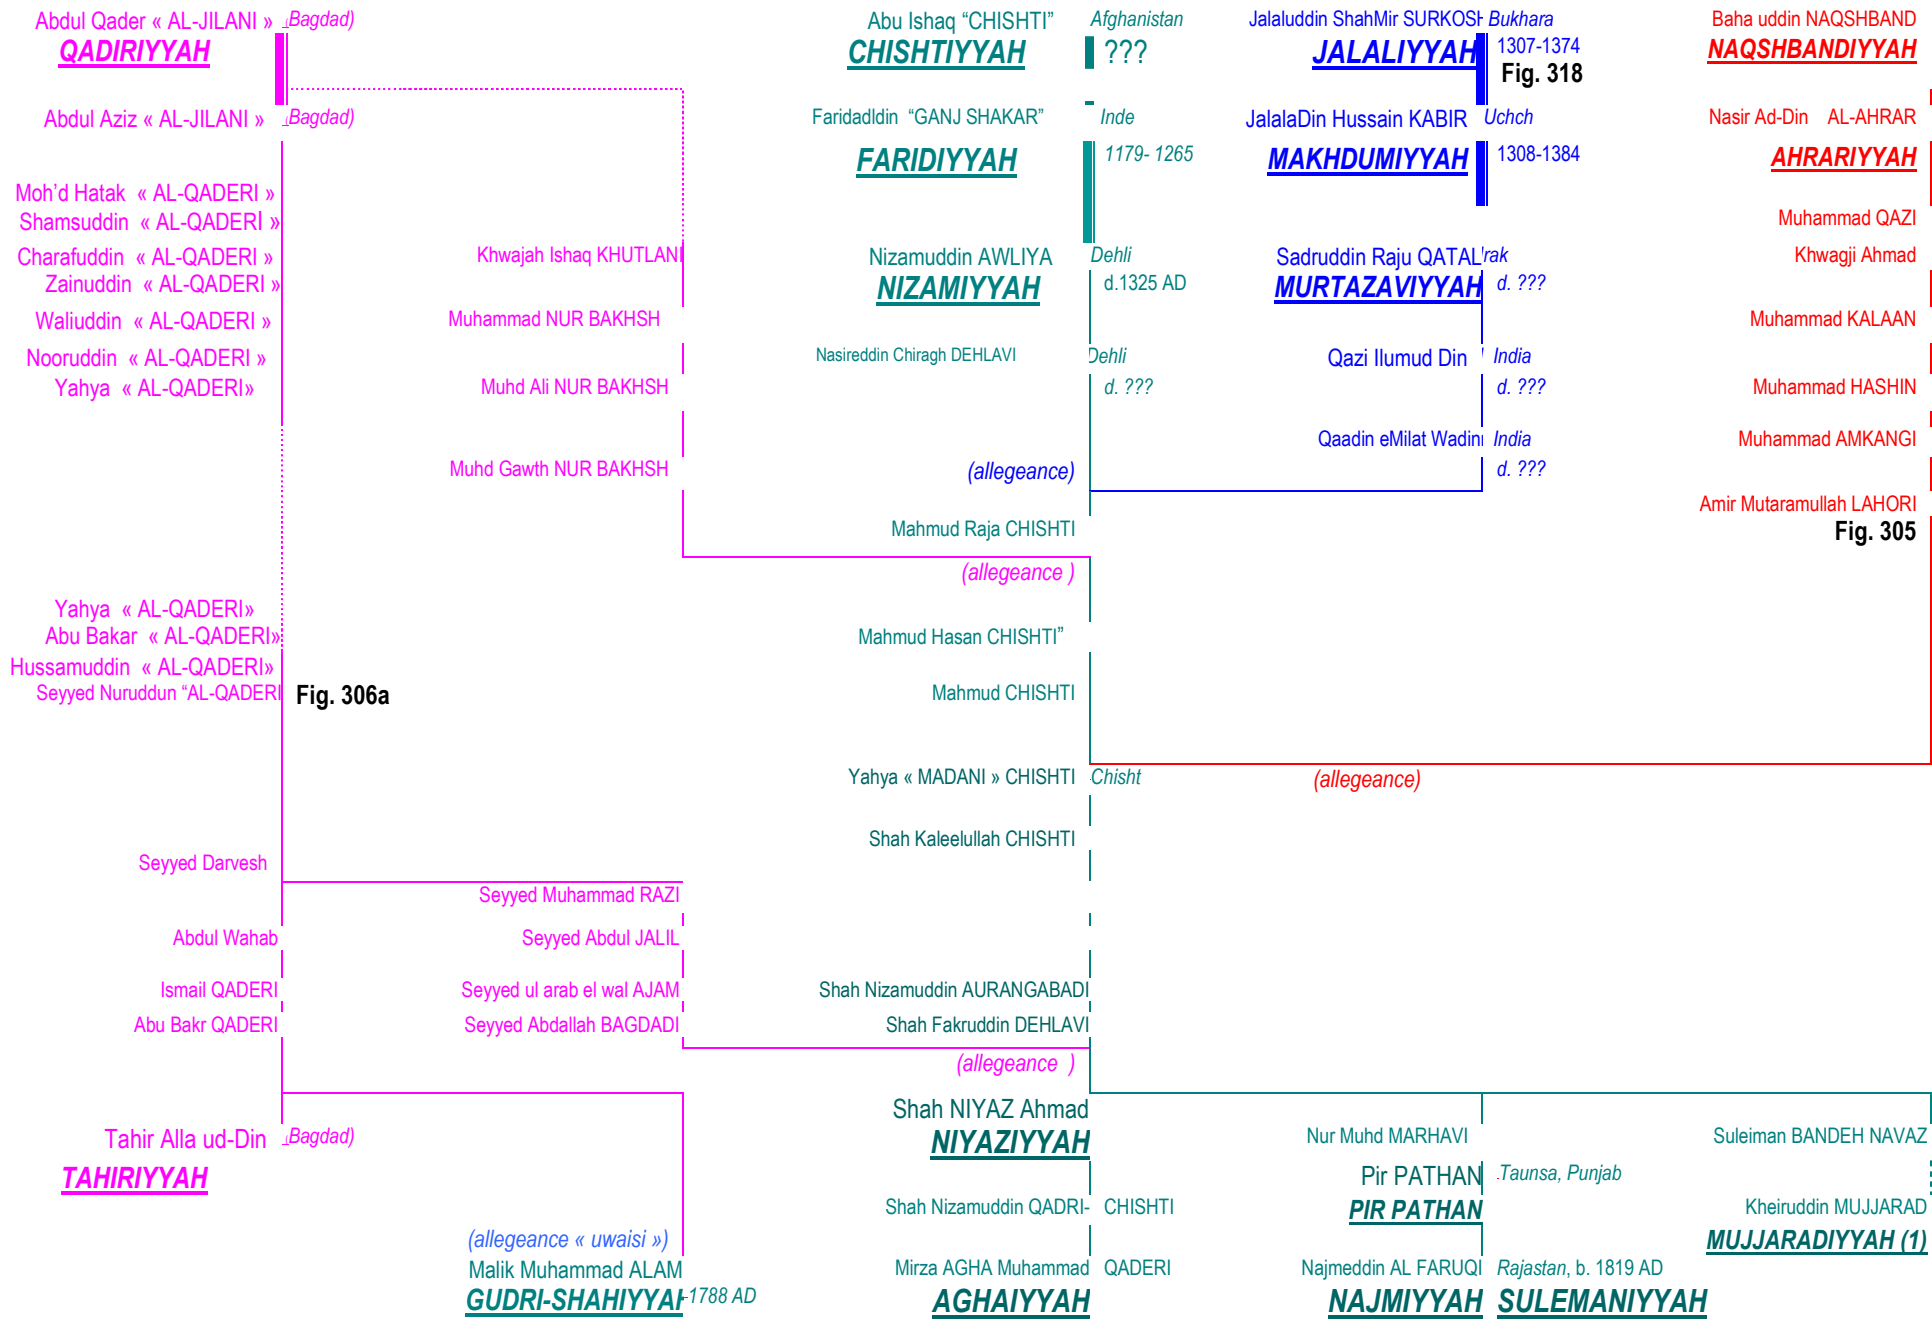 Abdul Qader « AL-JILANI » (Bagdad)
QADIRIYYAH
Abdul Aziz « AL-JILANI » (Bagdad)
Moh'd Hatak « AL-QADERI »
Shamsuddin « AL-QADERI »
Charafuddin « AL-QADERI »
Zainuddin « AL-QADERI »
Waliuddin « AL-QADERI »
Nooruddin « AL-QADERI »
Yahya « AL-QADERI»
Yahya « AL-QADERI»
Abu Bakar « AL-QADERI»
Hussamuddin « AL-QADERI»
Seyyed Nuruddun “AL-QADERI
Fig. 306a
Seyyed Darvesh
Abdul Wahab
Ismail QADERI
Abu Bakr QADERI
Tahir Alla ud-Din (Bagdad)
TAHIRIYYAH
Khwajah Ishaq KHUTLANI
Muhammad NUR BAKHSH
Muhd Ali NUR BAKHSH
Muhd Gawth NUR BAKHSH
Seyyed Muhammad RAZI
Seyyed Abdul JALIL
Seyyed ul arab el wal AJAM
Seyyed Abdallah BAGDADI
(allegeance « uwaisi »)
Malik Muhammad ALAM
GUDRI-SHAHIYYAH -1788 AD
Abu Ishaq “CHISHTI” Afghanistan
CHISHTIYYAH ???
Faridadldin “GANJ SHAKAR” Inde
FARIDIYYAH 1179- 1265
Nizamuddin AWLIYA Dehli
NIZAMIYYAH d.1325 AD
Nasireddin Chiragh DEHLAVI Dehli
d. ???
(allegeance)
Mahmud Raja CHISHTI
(allegeance )
Mahmud Hasan CHISHTI”
Mahmud CHISHTI
Yahya « MADANI » CHISHTI Chisht
Shah Kaleelullah CHISHTI
Shah Nizamuddin AURANGABADI
Shah Fakruddin DEHLAVI
(allegeance )
Shah NIYAZ Ahmad
NIYAZIYYAH
Shah Nizamuddin QADRI- CHISHTI
Mirza AGHA Muhammad QADERI
AGHAIYYAH
Jalaluddin ShahMir SURKOSH Bukhara
JALALIYYAH 1307-1374
Fig. 318
JalalaDin Hussain KABIR Uchch
MAKHDUMIYYAH 1308-1384
Sadruddin Raju QATAL Irak
MURTAZAVIYYAH d. ???
Qazi Ilumud Din India
d. ???
Qaadin eMilat Wadinn India
d. ???
(allegeance)
Nur Muhd MARHAVI
Pir PATHAN Taunsa, Punjab
PIR PATHAN
Najmeddin AL FARUQI Rajastan, b. 1819 AD
NAJMIYYAH SULEMANIYYAH
Baha uddin NAQSHBAND
NAQSHBANDIYYAH
Nasir Ad-Din AL-AHRAR
AHRARIYYAH
Muhammad QAZI
Khwagji Ahmad
Muhammad KALAAN
Muhammad HASHIN
Muhammad AMKANGI
Amir Mutaramullah LAHORI
Fig. 305
Suleiman BANDEH NAVAZ
Kheiruddin MUJJARAD
MUJJARADIYYAH (1)